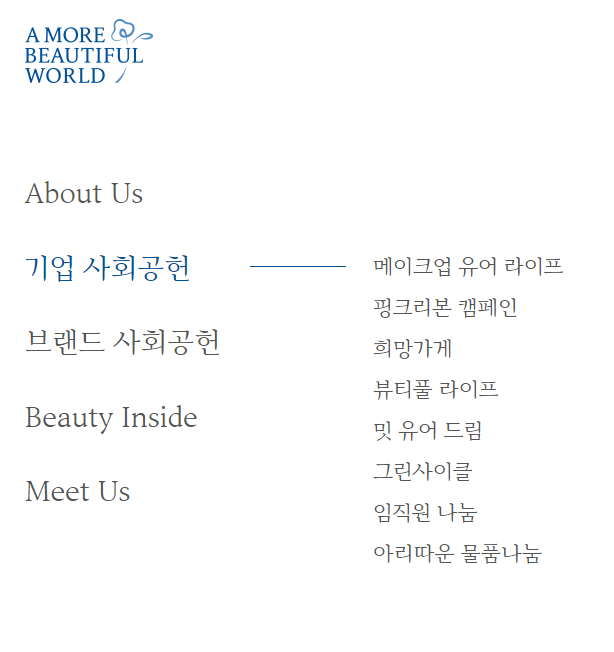 A MORE
BEAUTIFUL
WORLD
About Us
기업 사회공헌
브랜드 사회공헌
Beauty Inside
Meet Us
메이크업 유어 라이프
핑크리본 캠페인
희망가게
뷰티풀 라이프
밋 유어 드림
그린사이클
임직원 나눔
아리따운 물품나눔